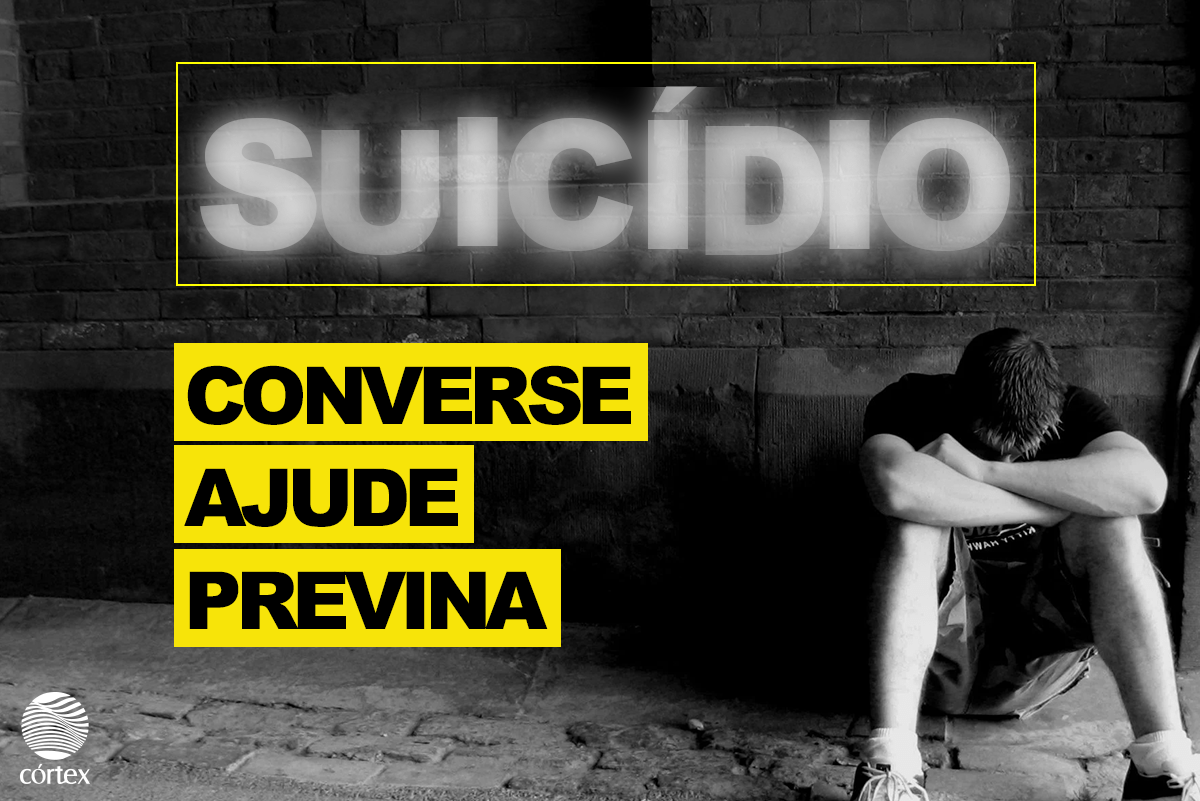 SUICÍDIO
CONVERSE
AJUDE
PREVINA
córtex